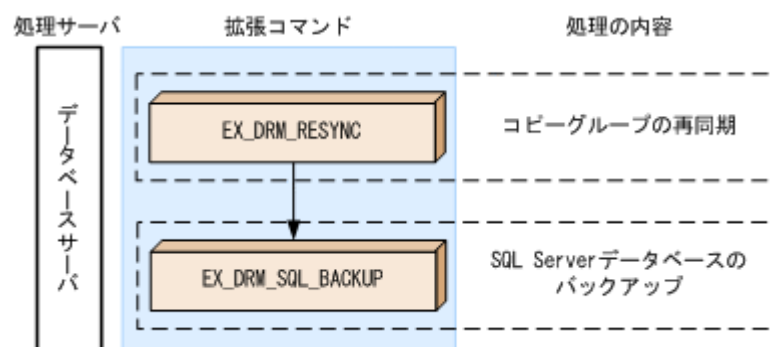 処理サーバ
拡張コマンド
処理の内容
データベースサーバ
EX_DRM_RESYNC
コピーグループの再同期
EX_DRM_SQL_BACKUP
SQL Serverデータベースの
バックアップ